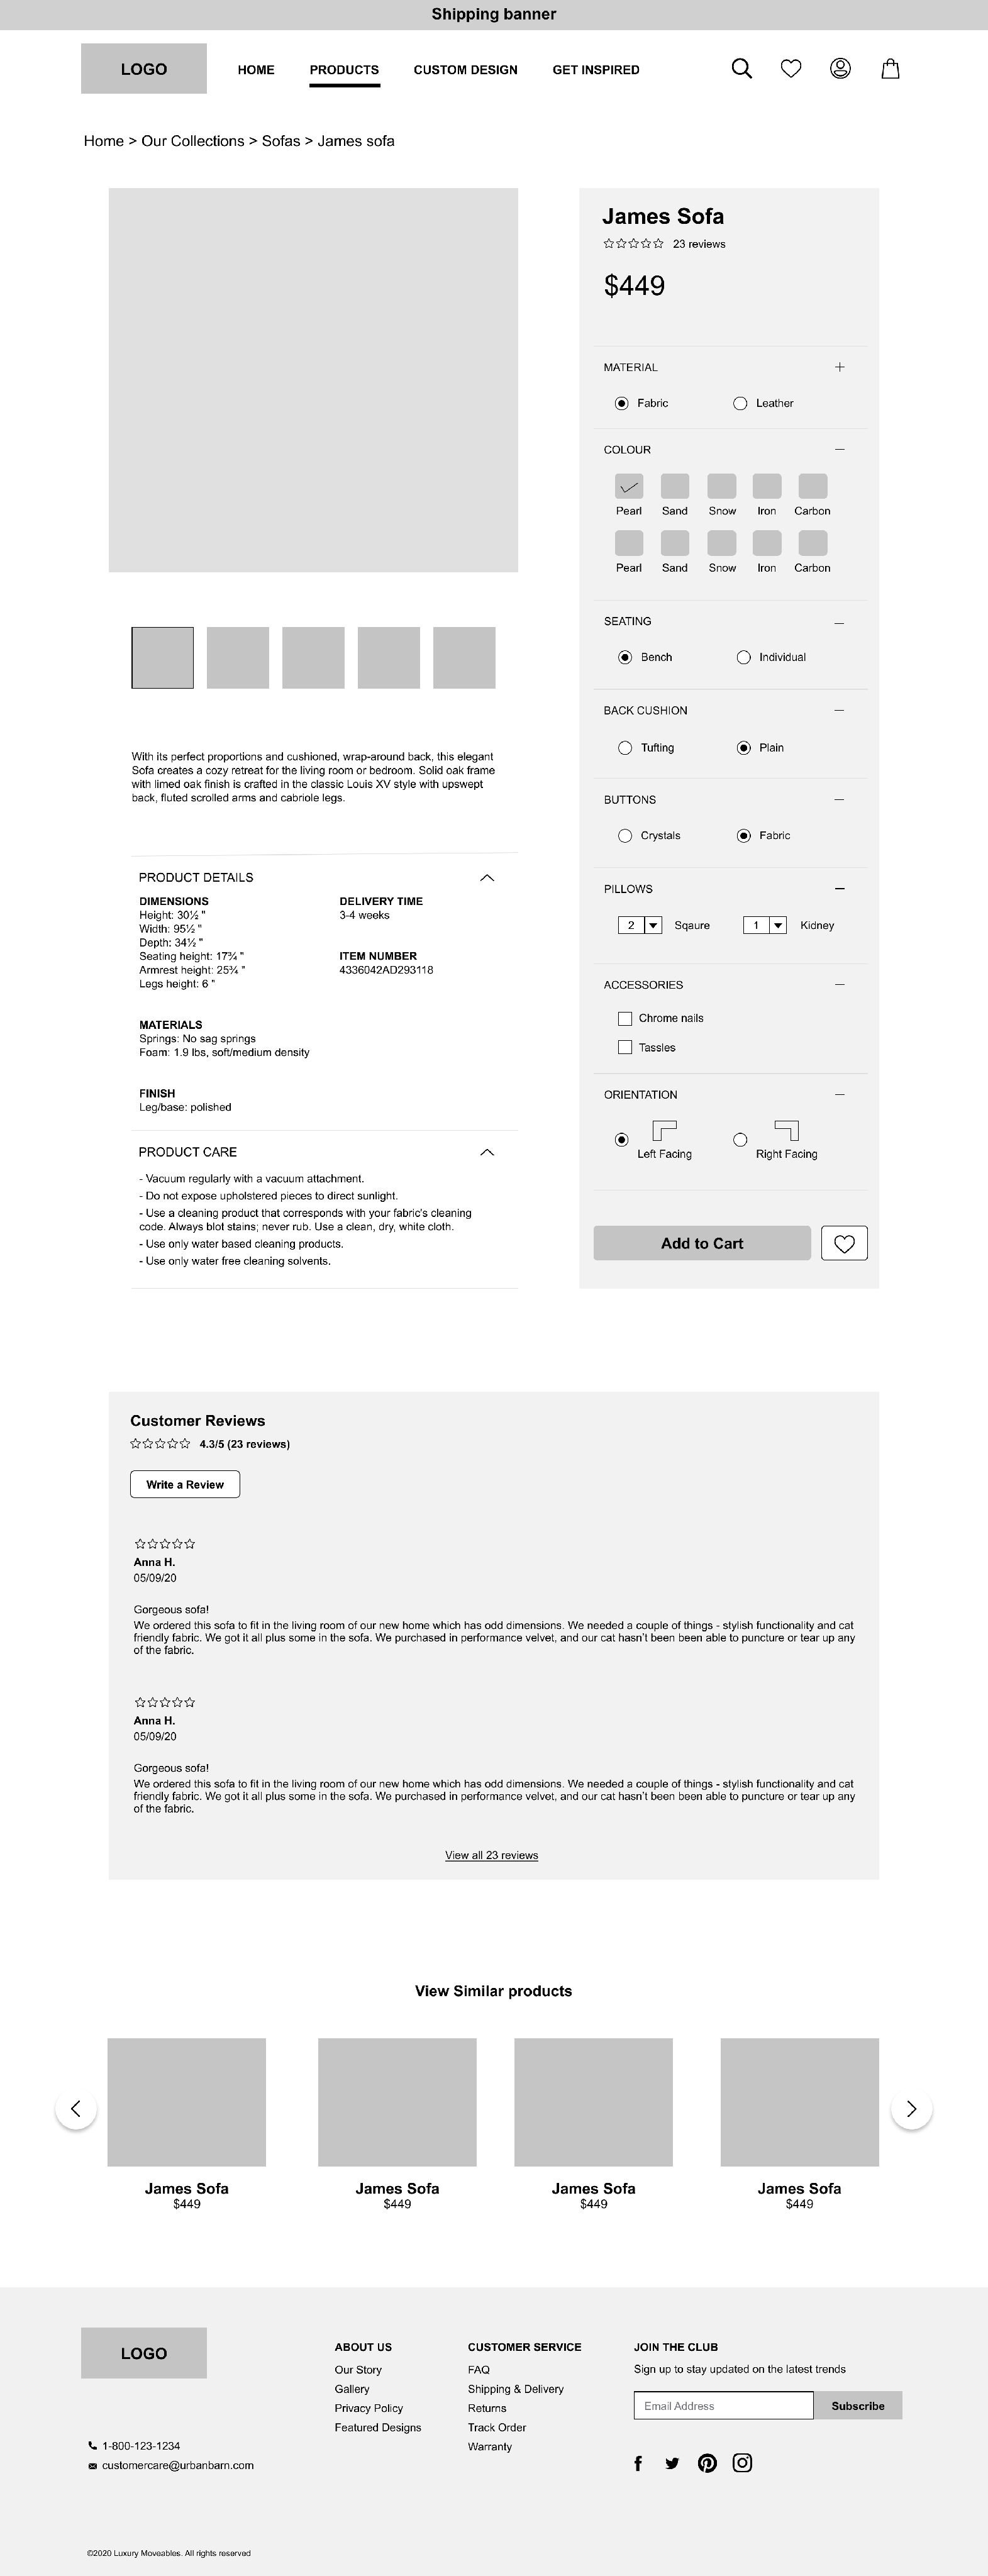 Shipping banner
LOGO
HOME PRODUCTS CUSTOM DESIGN GET INSPIRED
Home > Our Collections > Sofas > James sofa
James Sofa
23 reviews
$449
MATERIAL
Fabric Leather
COLOUR
Pearl Sand Snow Iron Carbon
Pearl Sand Snow Iron Carbon
SEATING
Bench Individual
BACK CUSHION
Tufting Plain
BUTTONS
Crystals Fabric
PILLOWS
2 Sqaure 1 Kidney
ACCESSORIES
Chrome nails
Tassles
ORIENTATION
Left Facing Right Facing
Add to Cart
With its perfect proportions and cushioned, wrap-around back, this elegant
Sofa creates a cozy retreat for the living room or bedroom. Solid oak frame
with limed oak finish is crafted in the classic Louis XV style with upswept
back, fluted scrolled arms and cabriole legs.
PRODUCT DETAILS
DIMENSIONS
Height: 30½ "
Width: 95½ "
Depth: 34½ "
Seating height: 17¾ "
Armrest height: 25¾ "
Legs height: 6 "
DELIVERY TIME
3-4 weeks
ITEM NUMBER
4336042AD293118
MATERIALS
Springs: No sag springs
Foam: 1.9 lbs, soft/medium density
FINISH
Leg/base: polished
PRODUCT CARE
- Vacuum regularly with a vacuum attachment.
- Do not expose upholstered pieces to direct sunlight.
- Use a cleaning product that corresponds with your fabric's cleaning
code. Always blot stains; never rub. Use a clean, dry, white cloth.
- Use only water based cleaning products.
- Use only water free cleaning solvents.
Customer Reviews
4.3/5 (23 reviews)
Write a Review
Anna H.
05/09/20
Gorgeous sofa!
We ordered this sofa to fit in the living room of our new home which has odd dimensions. We needed a couple of things - stylish functionality and cat
friendly fabric. We got it all plus some in the sofa. We purchased in performance velvet, and our cat hasn't been been able to puncture or tear up any
of the fabric.
Anna H.
05/09/20
Gorgeous sofa!
We ordered this sofa to fit in the living room of our new home which has odd dimensions. We needed a couple of things - stylish functionality and cat
friendly fabric. We got it all plus some in the sofa. We purchased in performance velvet, and our cat hasn't been been able to puncture or tear up any
of the fabric.
View all 23 reviews
View Similar products
James Sofa James Sofa James Sofa James Sofa
$449 $449 $449 $449
LOGO
1-800-123-1234
customercare@urbanbarn.com
ABOUT US
Our Story
Gallery
Privacy Policy
Featured Designs
CUSTOMER SERVICE
FAQ
Shipping & Delivery
Returns
Track Order
Warranty
JOIN THE CLUB
Sign up to stay updated on the latest trends
Email Address Subscribe
©2020 Luxury Moveables. All rights reserved